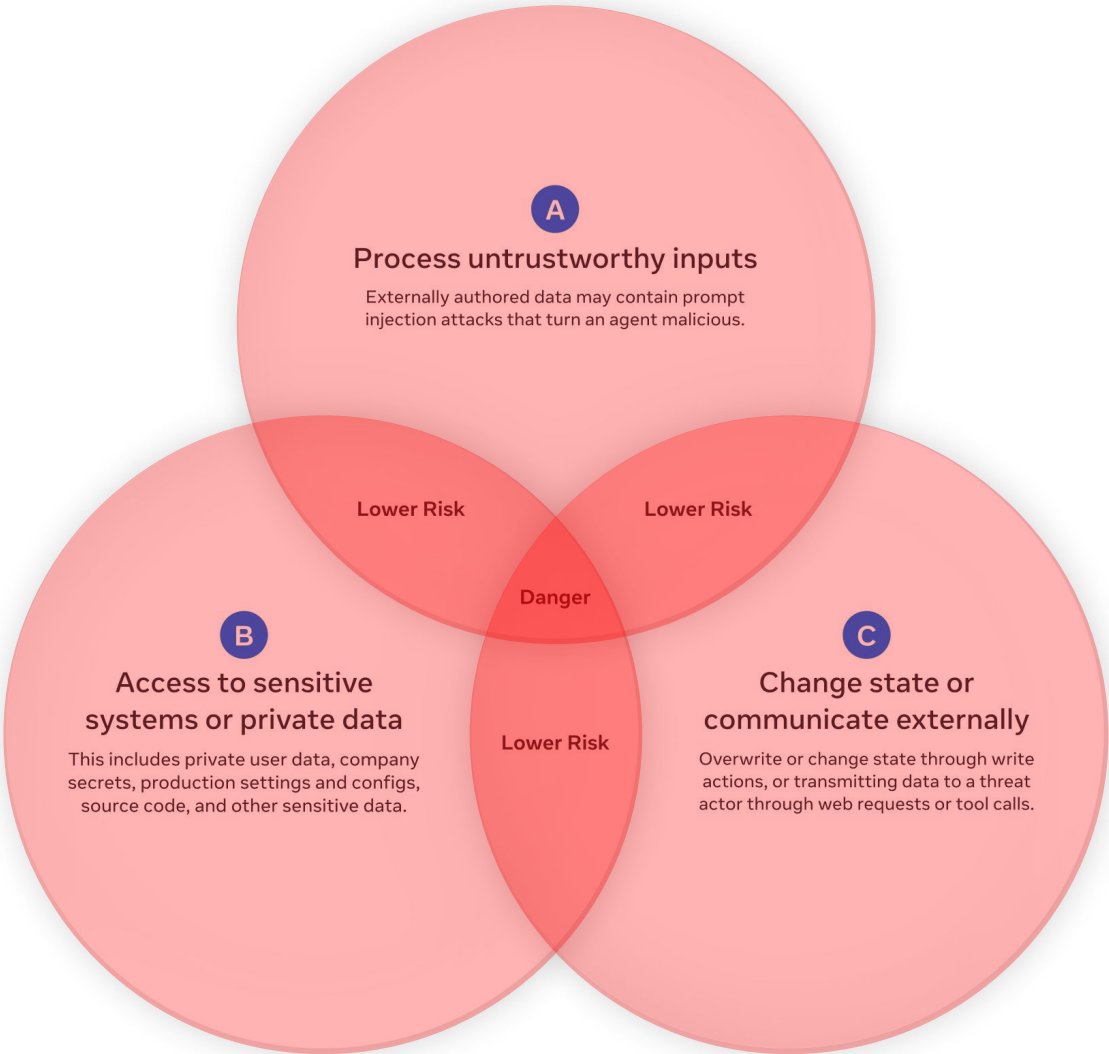 A
Process untrustworthy inputs
Externally authored data may contain prompt
injection attacks that turn an agent malicious.
Lower Risk
Lower Risk
Danger
B
Access to sensitive
systems or private data
This includes private user data, company
secrets, production settings and configs,
source code, and other sensitive data.
Lower Risk
C
Change state or
communicate externally
Overwrite or change state through write
actions, or transmitting data to a threat
actor through web requests or tool calls.